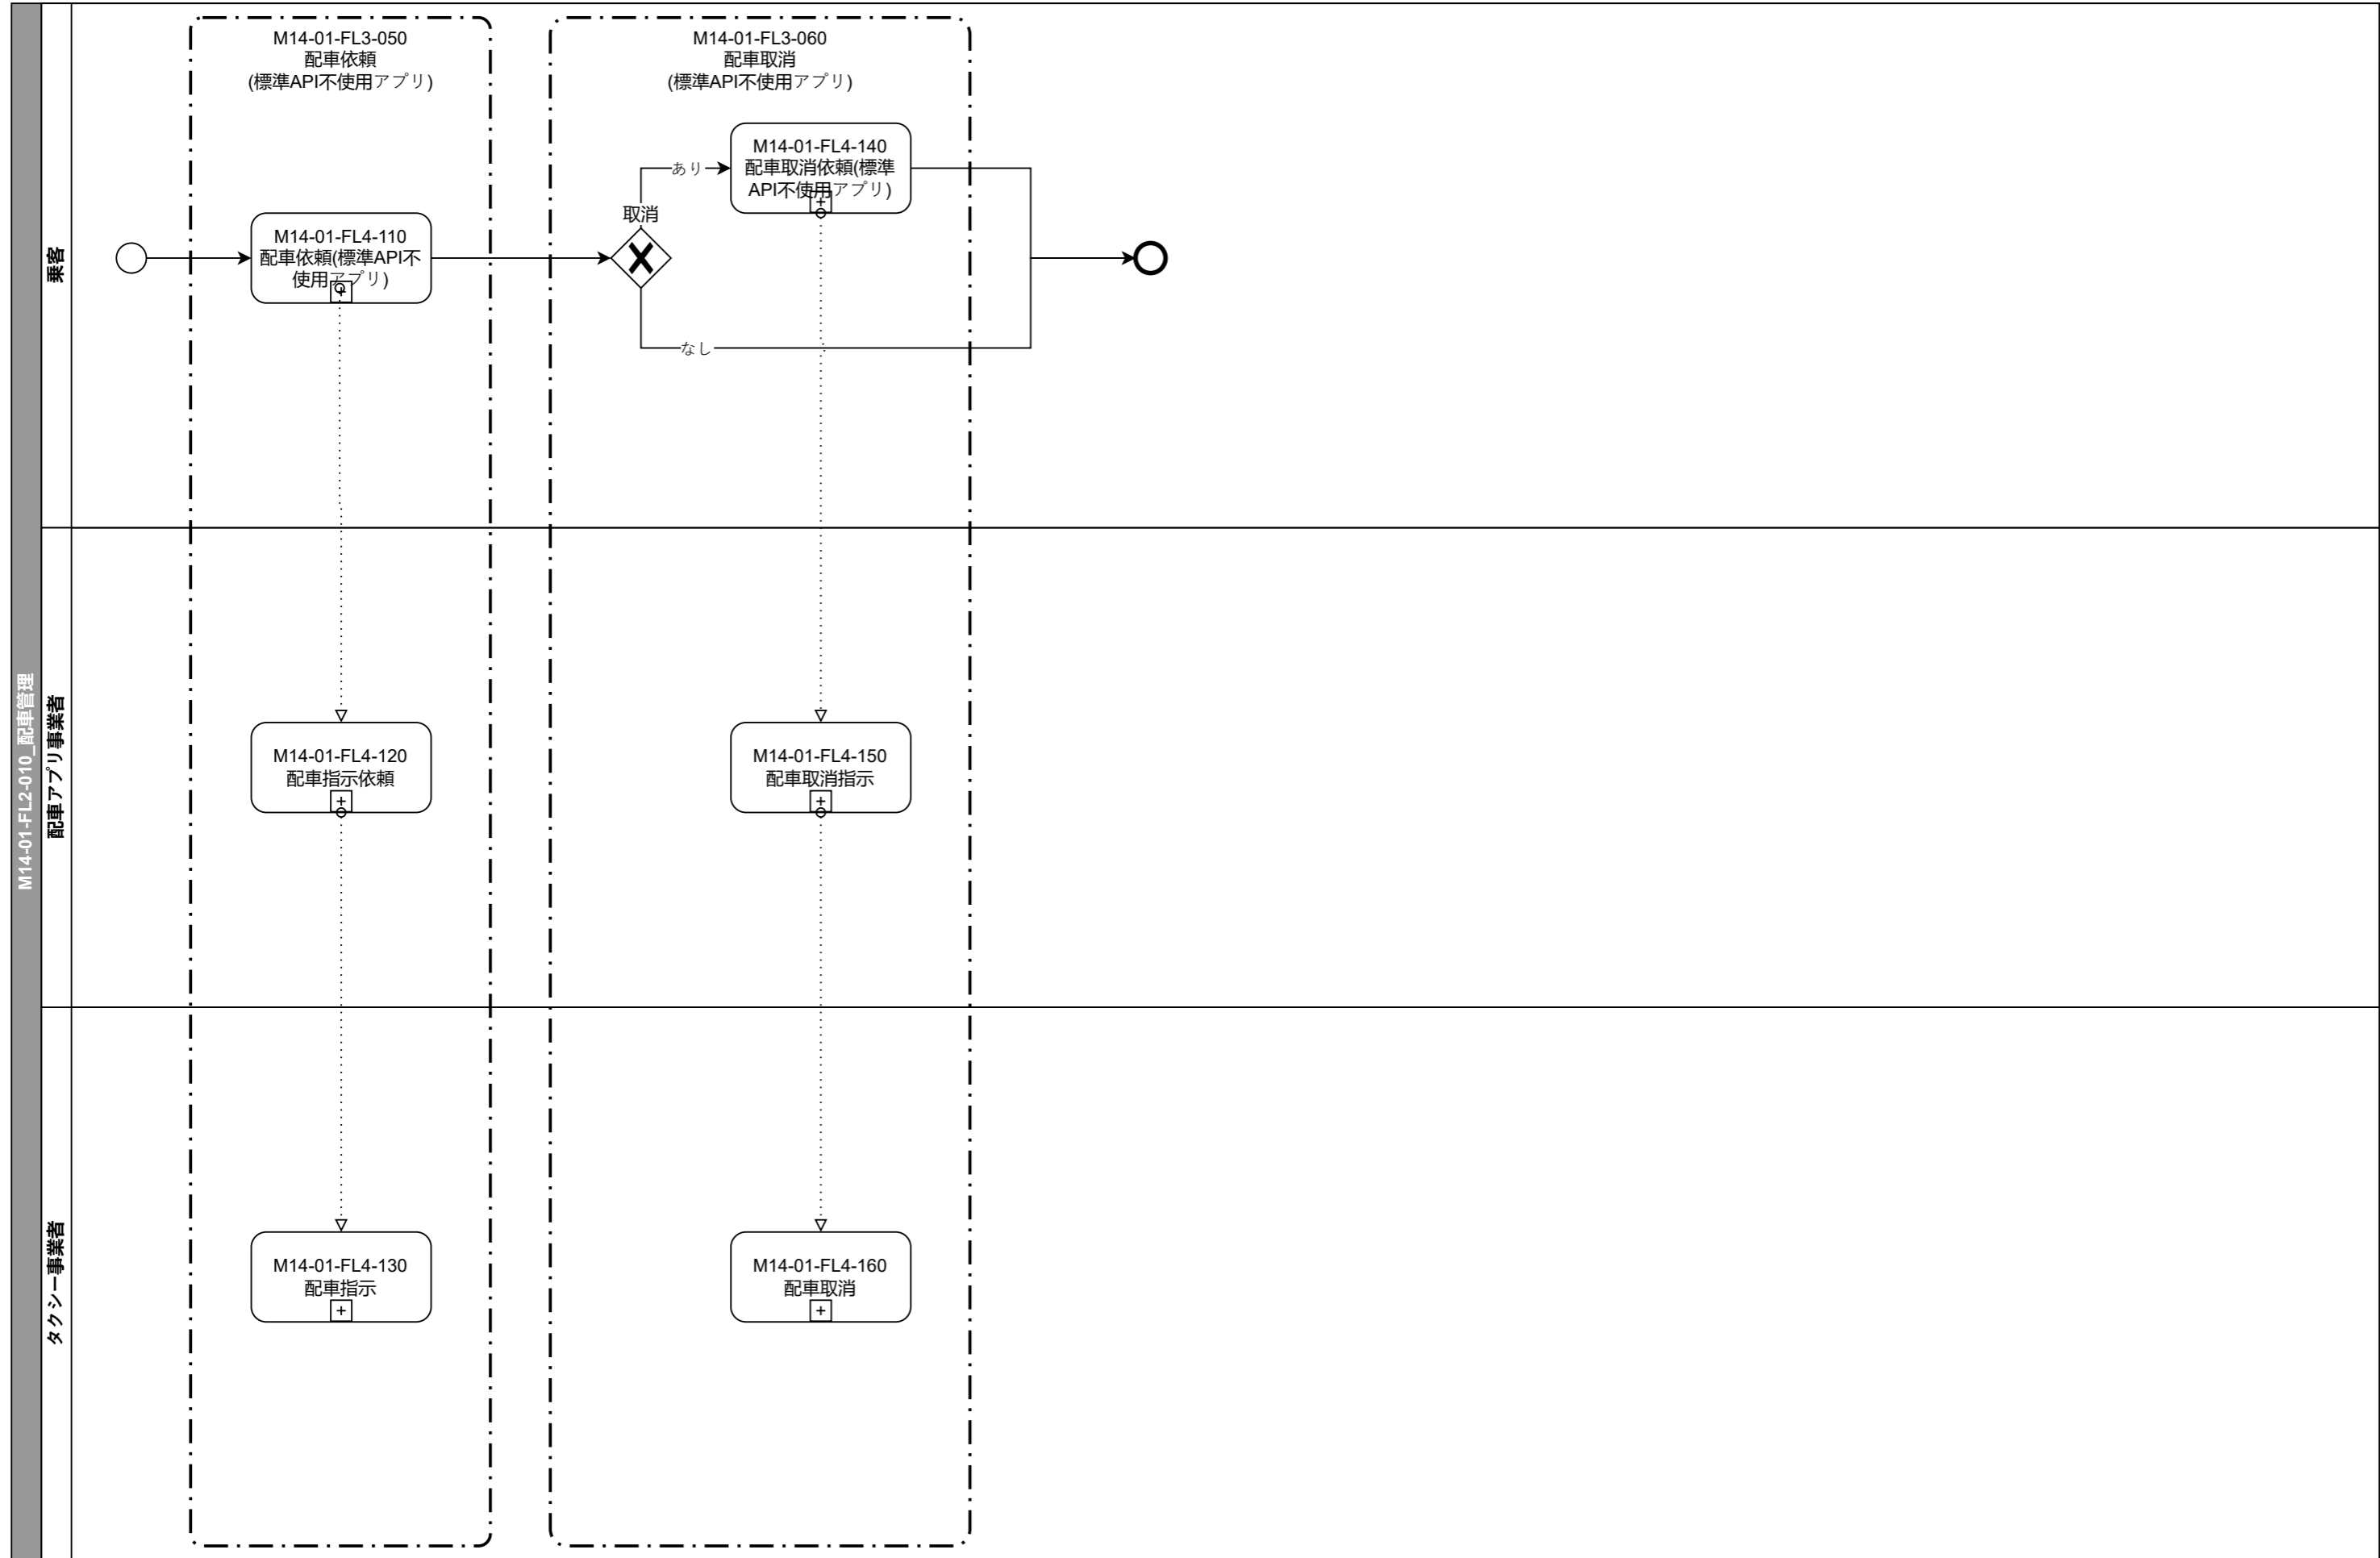 M14-01-FL2-010_配車管理
乗客
配車アプリ事業者
タクシー事業者
M14-01-FL3-050
配車依頼
(標準API不使用アプリ)
M14-01-FL4-110
配車依頼(標準API不
使用アプリ)
M14-01-FL4-120
配車指示依頼
M14-01-FL4-130
配車指示
M14-01-FL3-060
配車取消
(標準API不使用アプリ)
取消
あり
なし
M14-01-FL4-140
配車取消依頼(標準
API不使用アプリ)
M14-01-FL4-150
配車取消指示
M14-01-FL4-160
配車取消